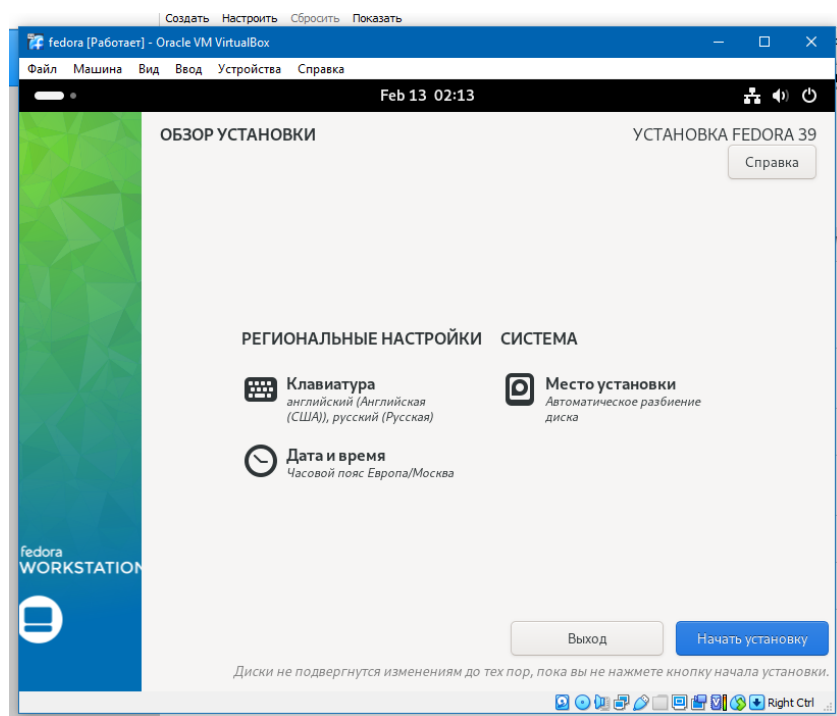 Создать Настроить Сбросить Показать
fedora [Работает] - Oracle VM VirtualBox
Файл Машина Вид Ввод Устройства Справка
Feb 13 02:13
ОБЗОР УСТАНОВКИ
УСТАНОВКА FEDORA 39
Справка
РЕГИОНАЛЬНЫЕ НАСТРОЙКИ
СИСТЕМА
Клавиатура
английский (Английская
(США)), русский (Русская)
Место установки
Автоматическое разбиение
диска
Дата и время
Часовой пояс Европа/Москва
fedora
WORKSTATION
Выход
Начать установку
Диски не подвергнутся изменениям до тех пор, пока вы не нажмете кнопку начала установки.
Right Ctrl